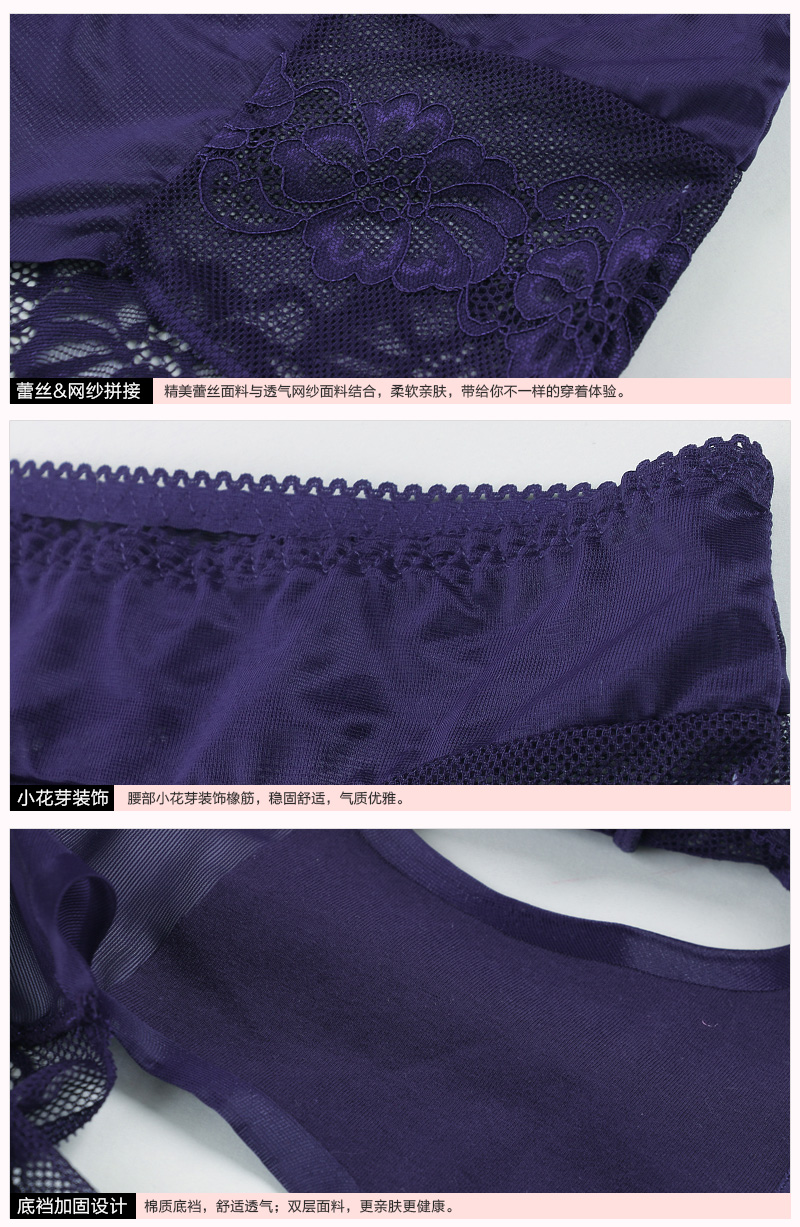 蕾丝&网纱拼接 精美蕾丝面料与透气网纱面料结合，柔软亲肤，带给你不一样的穿着体验。
小花芽装饰 腰部小花芽装饰橡筋，稳固舒适，气质优雅。
底裆加固设计 棉质底裆，舒适透气；双层面料，更亲肤更健康。